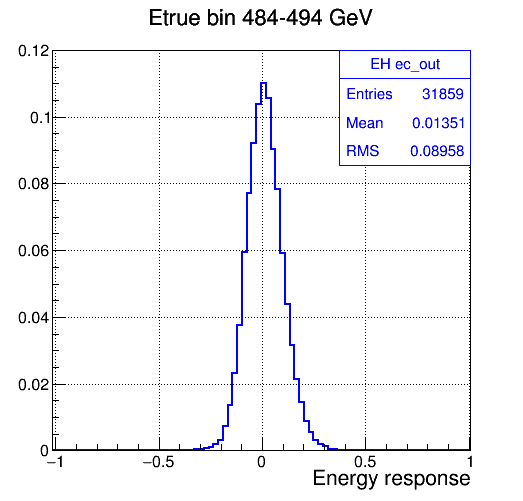 Etrue bin 484-494 GeV
EH ec_out
Entries 31859
Mean 0.01351
RMS 0.08958
0.12
0.1
0.08
0.06
0.04
0.02
0
−1 −0.5 0 0.5 1
Energy response